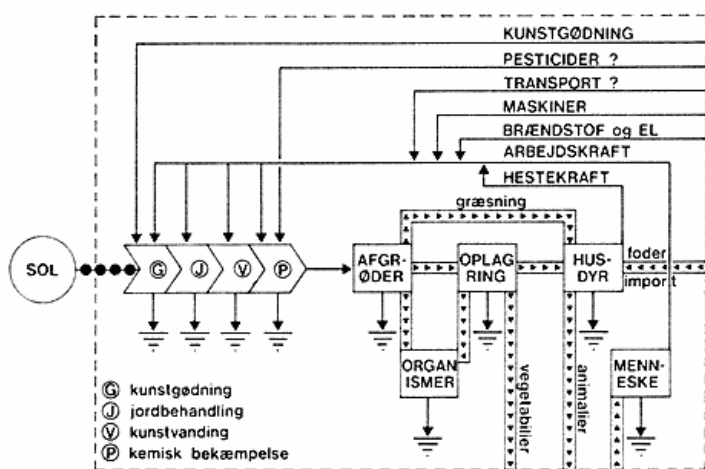 KUNSTGØDNING
PESTICIDER ?
TRANSPORT ?
MASKINER
BRÆNDSTOF og EL
ARBEJDSKRAFT
HESTEKRAFT
græsning
SOL
G
J
V
P
AFGR-
ØDER
OPLAG
RING
HUS-
DYR
foder
import
ORGAN
ISMER
MENN-
ESKE
vegetabilier
animalier
G kunstgødning
J jordbehandling
V kunstvanding
P kemisk bekæmpelse